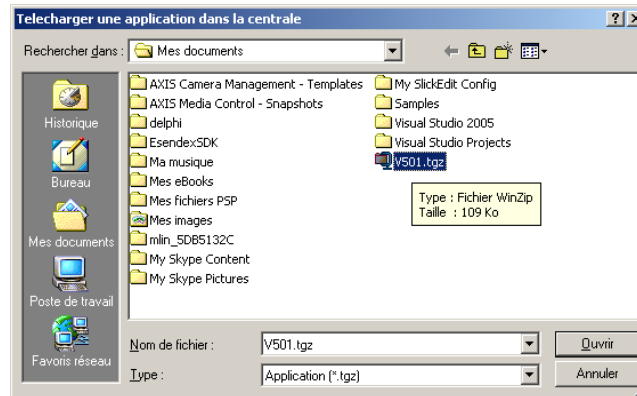 Telecharger une application dans la centrale
Rechercher dans :
Mes documents
Historique
Bureau
Mes documents
Poste de travail
Favoris réseau
AXIS Camera Management - Templates
AXIS Media Control - Snapshots
delphi
EsendexSDK
Ma musique
Mes eBooks
Mes fichiers PSP
Mes images
mlin_5DB5132C
My Skype Content
My Skype Pictures
My SlickEdit Config
Samples
Visual Studio 2005
Visual Studio Projects
V501.tgz
Type : Fichier WinZip
Taille : 109 Ko
Nom de fichier :
V501.tgz
Ouvrir
Type :
Application (*.tgz)
Annuler